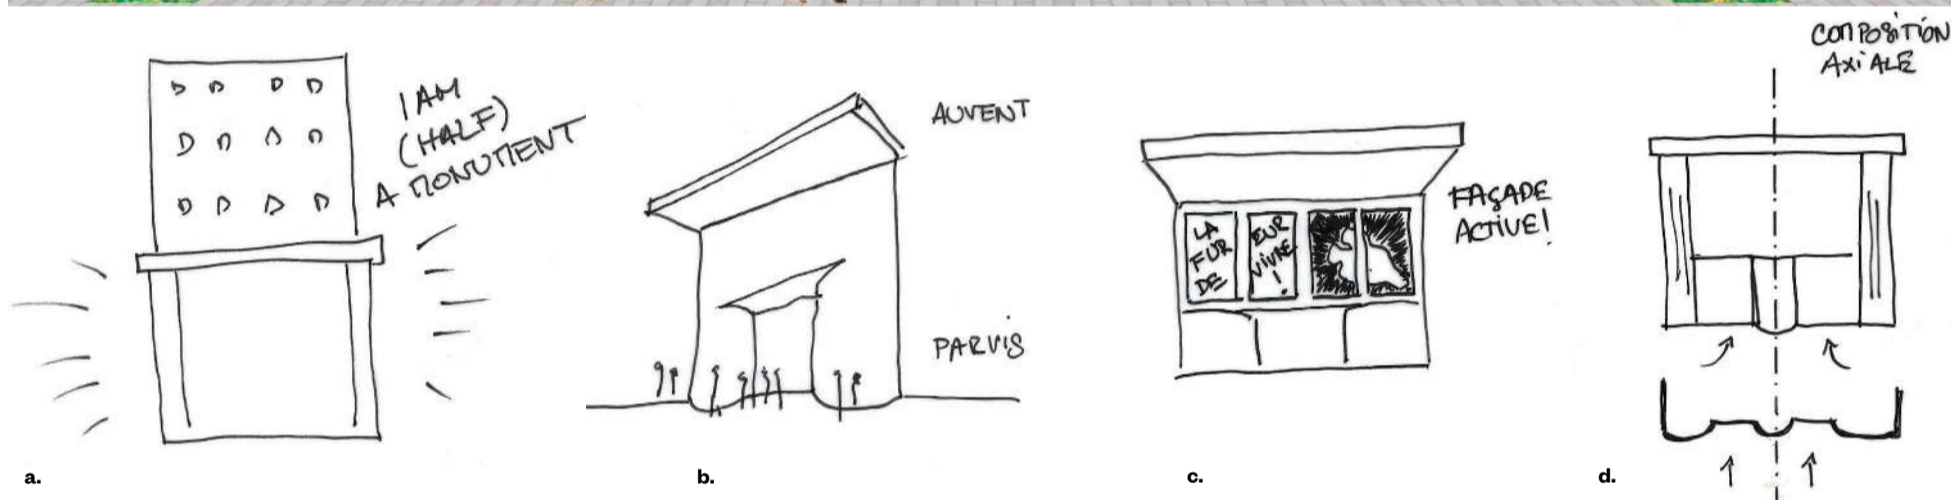 I AM
(HALF)
A MONUMENT
a.
AUVENT
PARVIS
b.
LA
FUR
DE
EUR
VIVRE
!
FAÇADE
ACTIVE!
c.
COMPOSITION
AXIALE
d.